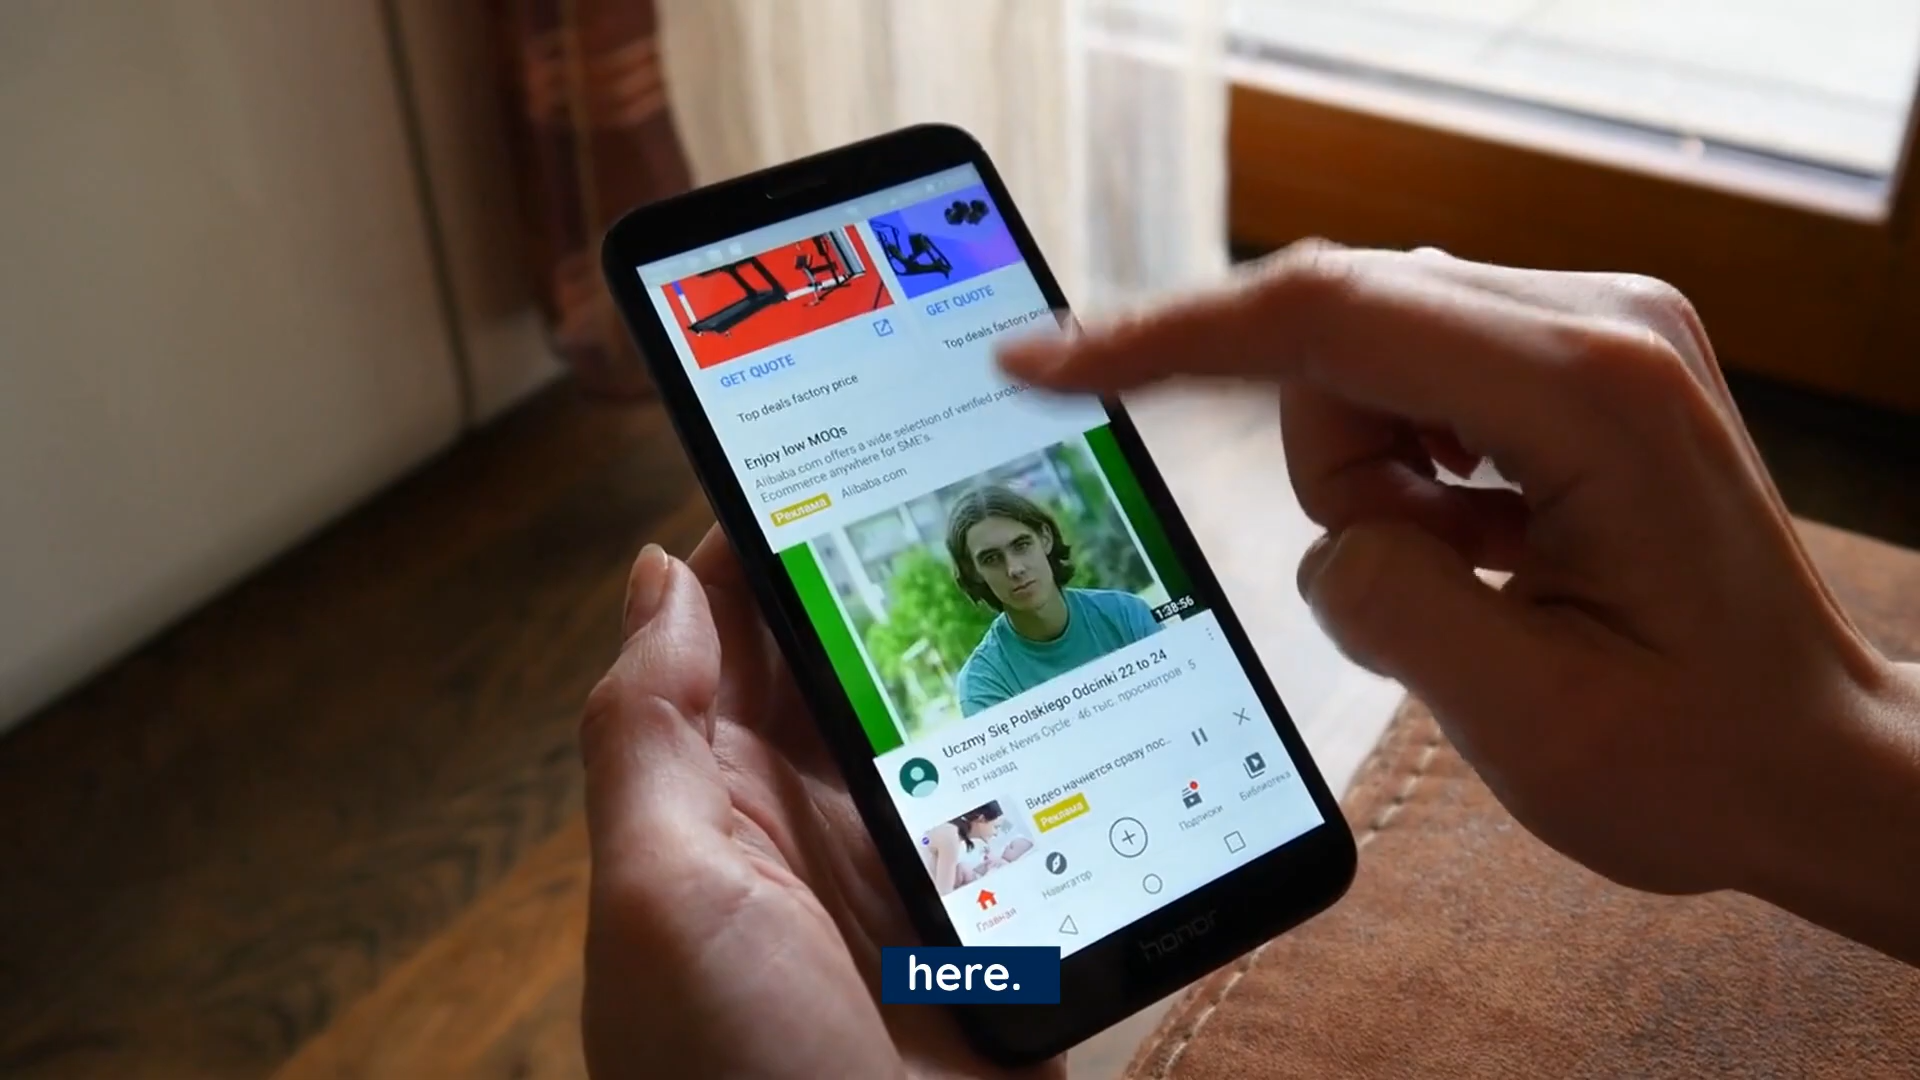 GET QUOTE
GET QUOTE
Top deals factory price
Top deals factory price
Enjoy low MOQs
Alibaba.com offers a wide selection of verified
Ecommerce anywhere for SME's.
Реклама
Alibaba.com
1:38:56
Uczmy Się Polskiego Odcinki 22 to 24
Two Week News Cycle · 46 тыс. просмотров · 5
лет назад
Видео начнется сразу пос...
Реклама
Главная
Навигатор
Подписки
Библиотека
honor
here.